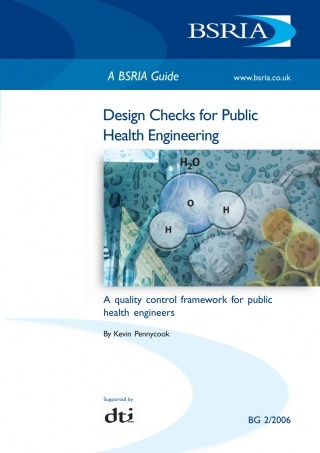 BSRIA
A BSRIA Guide www.bsria.co.uk
Design Checks for Public
Health Engineering
H2O
O
H
H
A quality control framework for public
health engineers
By Kevin Pennycook
Supported by
dti
BG 2/2006